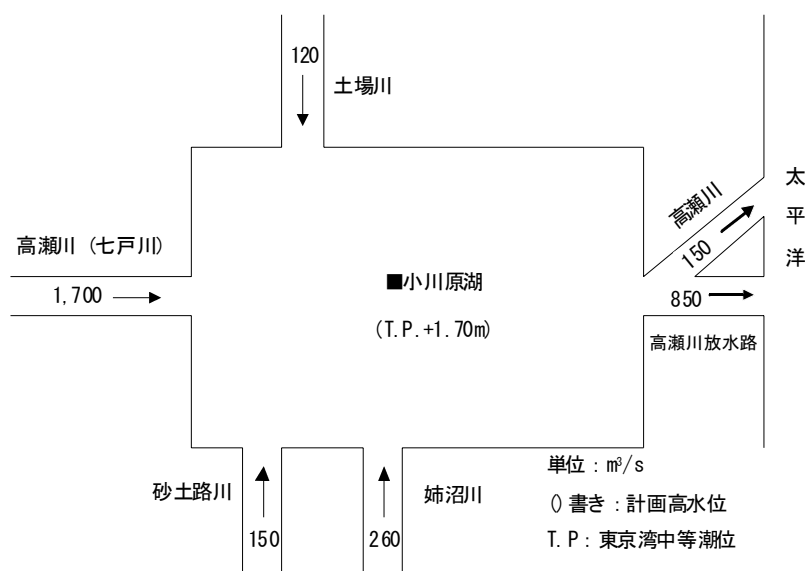 120
土場川
太平洋
高瀬川
150
高瀬川（七戸川）
1,700
■小川原湖
(T.P.+1.70m)
850
高瀬川放水路
砂土路川
150
260
姉沼川
単位：m³/s
()書き：計画高水位
T.P：東京湾中等潮位